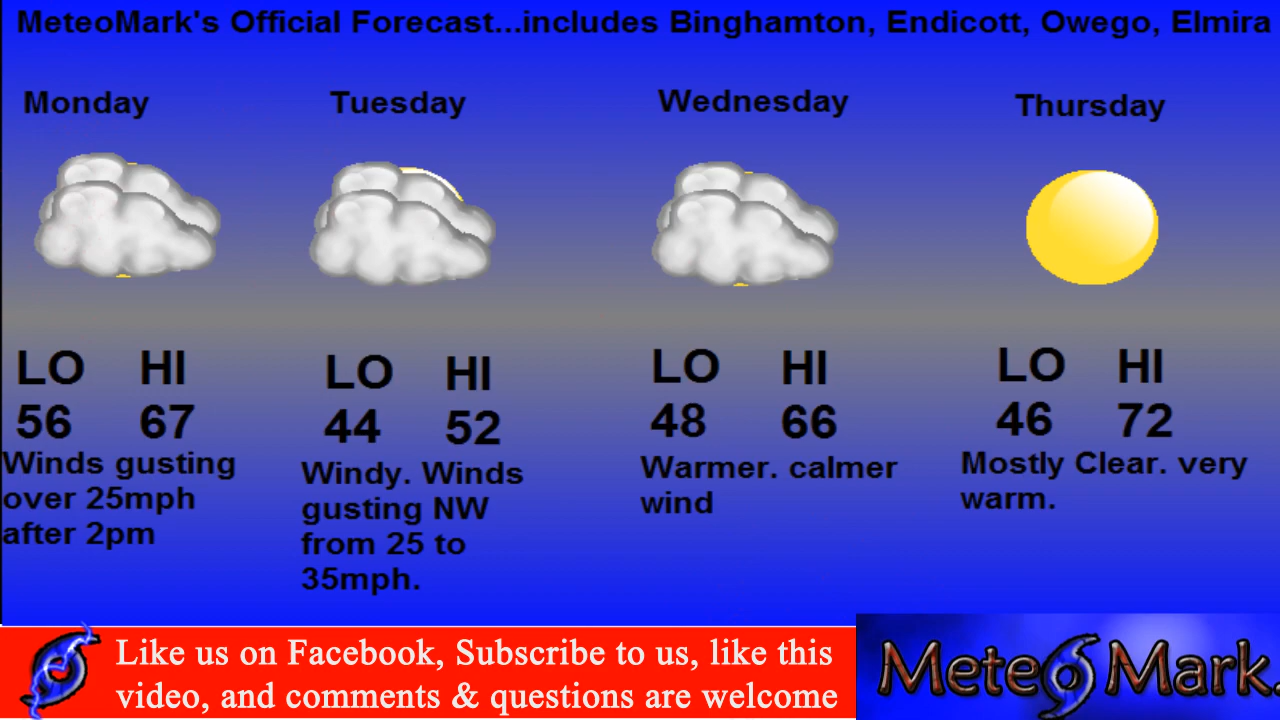 MeteoMark's Official Forecast...includes Binghamton, Endicott, Owego, Elmira
Monday
Tuesday
Wednesday
Thursday
LO HI
56 67
Winds gusting
over 25mph
after 2pm
LO HI
44 52
Windy. Winds
gusting NW
from 25 to
35mph.
LO HI
48 66
Warmer. calmer
wind
LO HI
46 72
Mostly Clear. very
warm.
Like us on Facebook, Subscribe to us, like this
video, and comments & questions are welcome
MeteoMark.